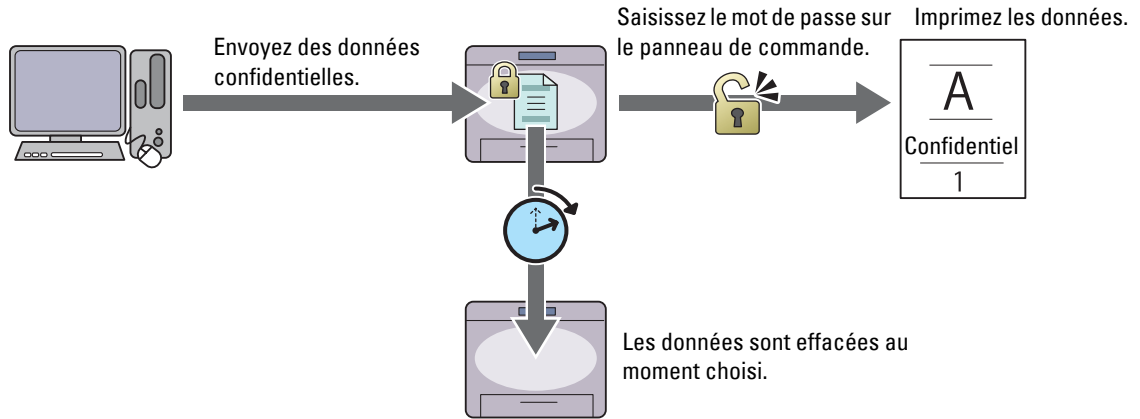 Envoyez des données
confidentielles.
Saisissez le mot de passe sur
le panneau de commande.
Imprimez les données.
A
Confidentiel
1
Les données sont effacées au
moment choisi.